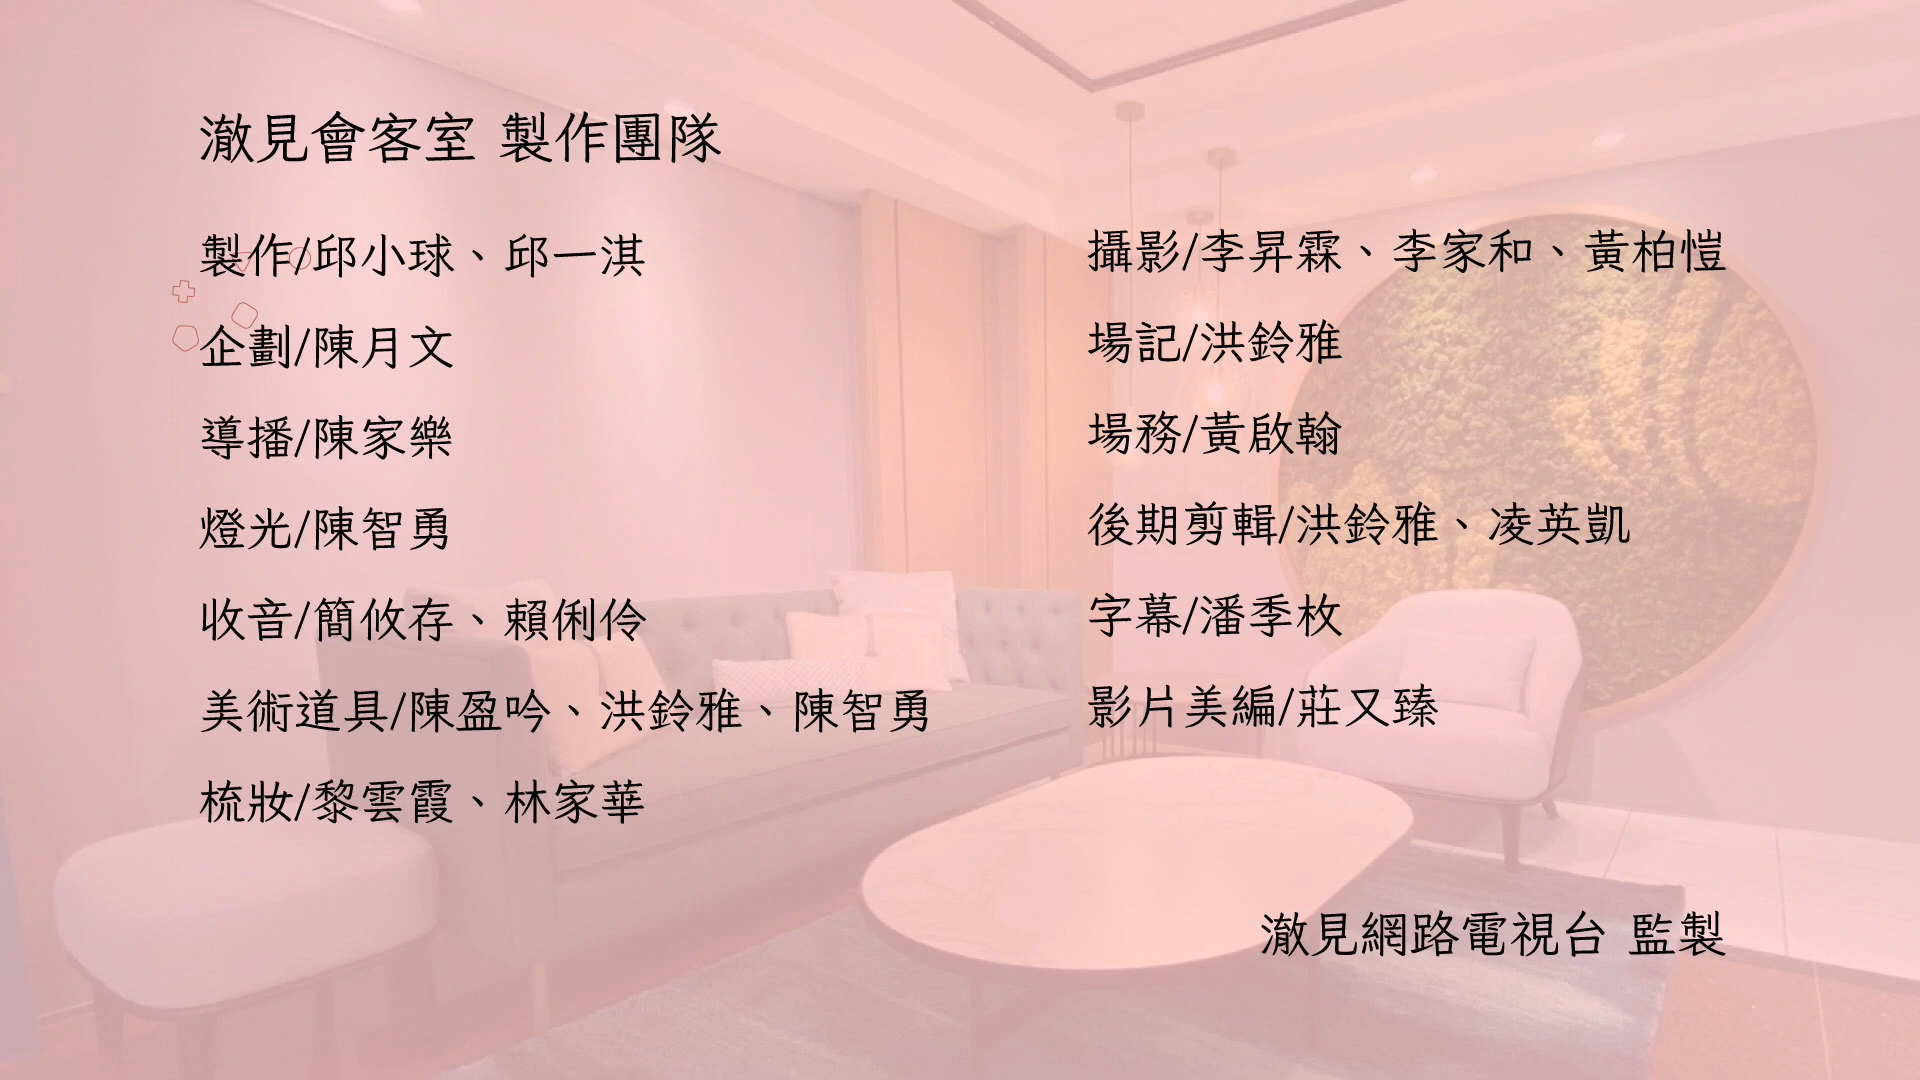 澈見會客室 製作團隊
製作/邱小球、邱一淇
企劃/陳月文
導播/陳家樂
燈光/陳智勇
收音/簡攸存、賴俐伶
美術道具/陳盈吟、洪鈴雅、陳智勇
梳妝/黎雲霞、林家華
攝影/李昇霖、李家和、黃柏愷
場記/洪鈴雅
場務/黃啟翰
後期剪輯/洪鈴雅、凌英凱
字幕/潘季枚
影片美編/莊又臻
澈見網路電視台 監製